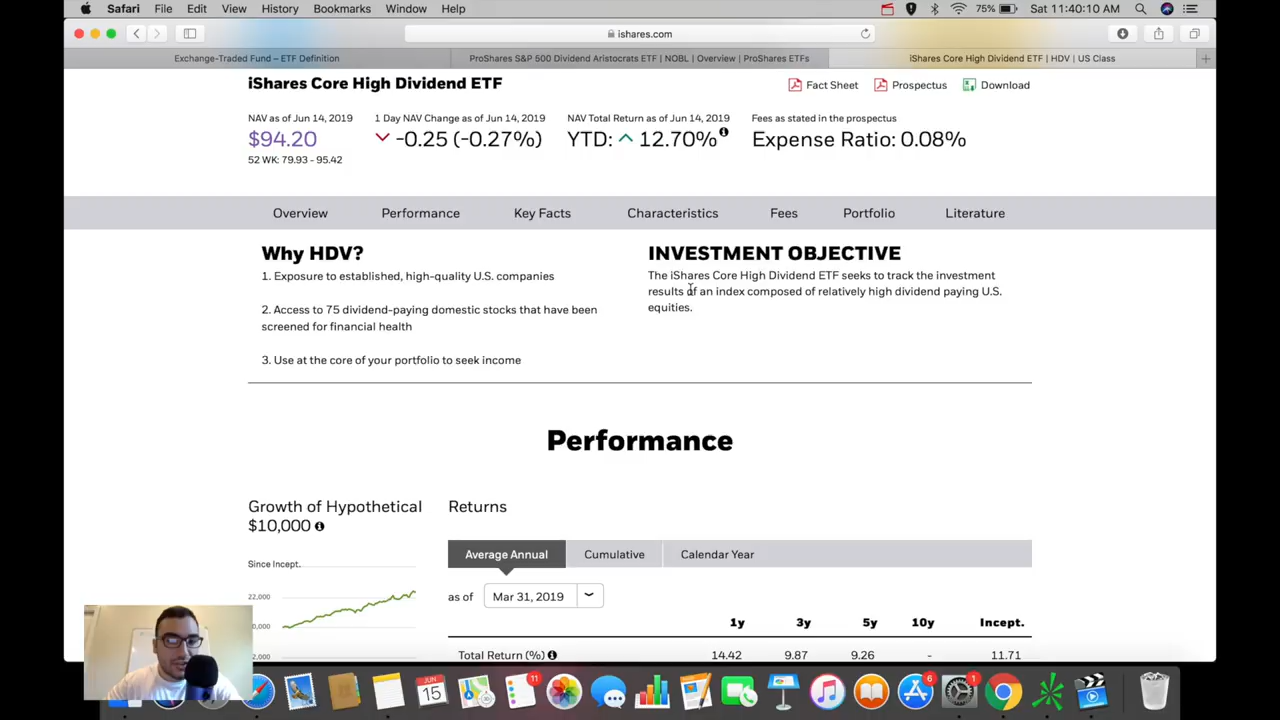 Safari File Edit View History Bookmarks Window Help 75% Sat 11:40:10 AM
ishares.com
Exchange-Traded Fund – ETF Definition
ProShares S&P 500 Dividend Aristocrats ETF | NOBL | Overview | ProShares ETFs
iShares Core High Dividend ETF | HDV | US Class
iShares Core High Dividend ETF
Fact Sheet Prospectus Download
NAV as of Jun 14, 2019
$94.20
52 WK: 79.93 - 95.42
1 Day NAV Change as of Jun 14, 2019
-0.25 (-0.27%)
NAV Total Return as of Jun 14, 2019
YTD: 12.70%
Fees as stated in the prospectus
Expense Ratio: 0.08%
Overview Performance Key Facts Characteristics Fees Portfolio Literature
Why HDV?
1. Exposure to established, high-quality U.S. companies
2. Access to 75 dividend-paying domestic stocks that have been
screened for financial health
3. Use at the core of your portfolio to seek income
INVESTMENT OBJECTIVE
The iShares Core High Dividend ETF seeks to track the investment
results of an index composed of relatively high dividend paying U.S.
equities.
Performance
Growth of Hypothetical
$10,000
Since Incept.
22,000
Returns
Average Annual Cumulative Calendar Year
as of Mar 31, 2019
1y 3y 5y 10y Incept.
Total Return (%) 14.42 9.87 9.26 - 11.71
JUN
15
11
6
1